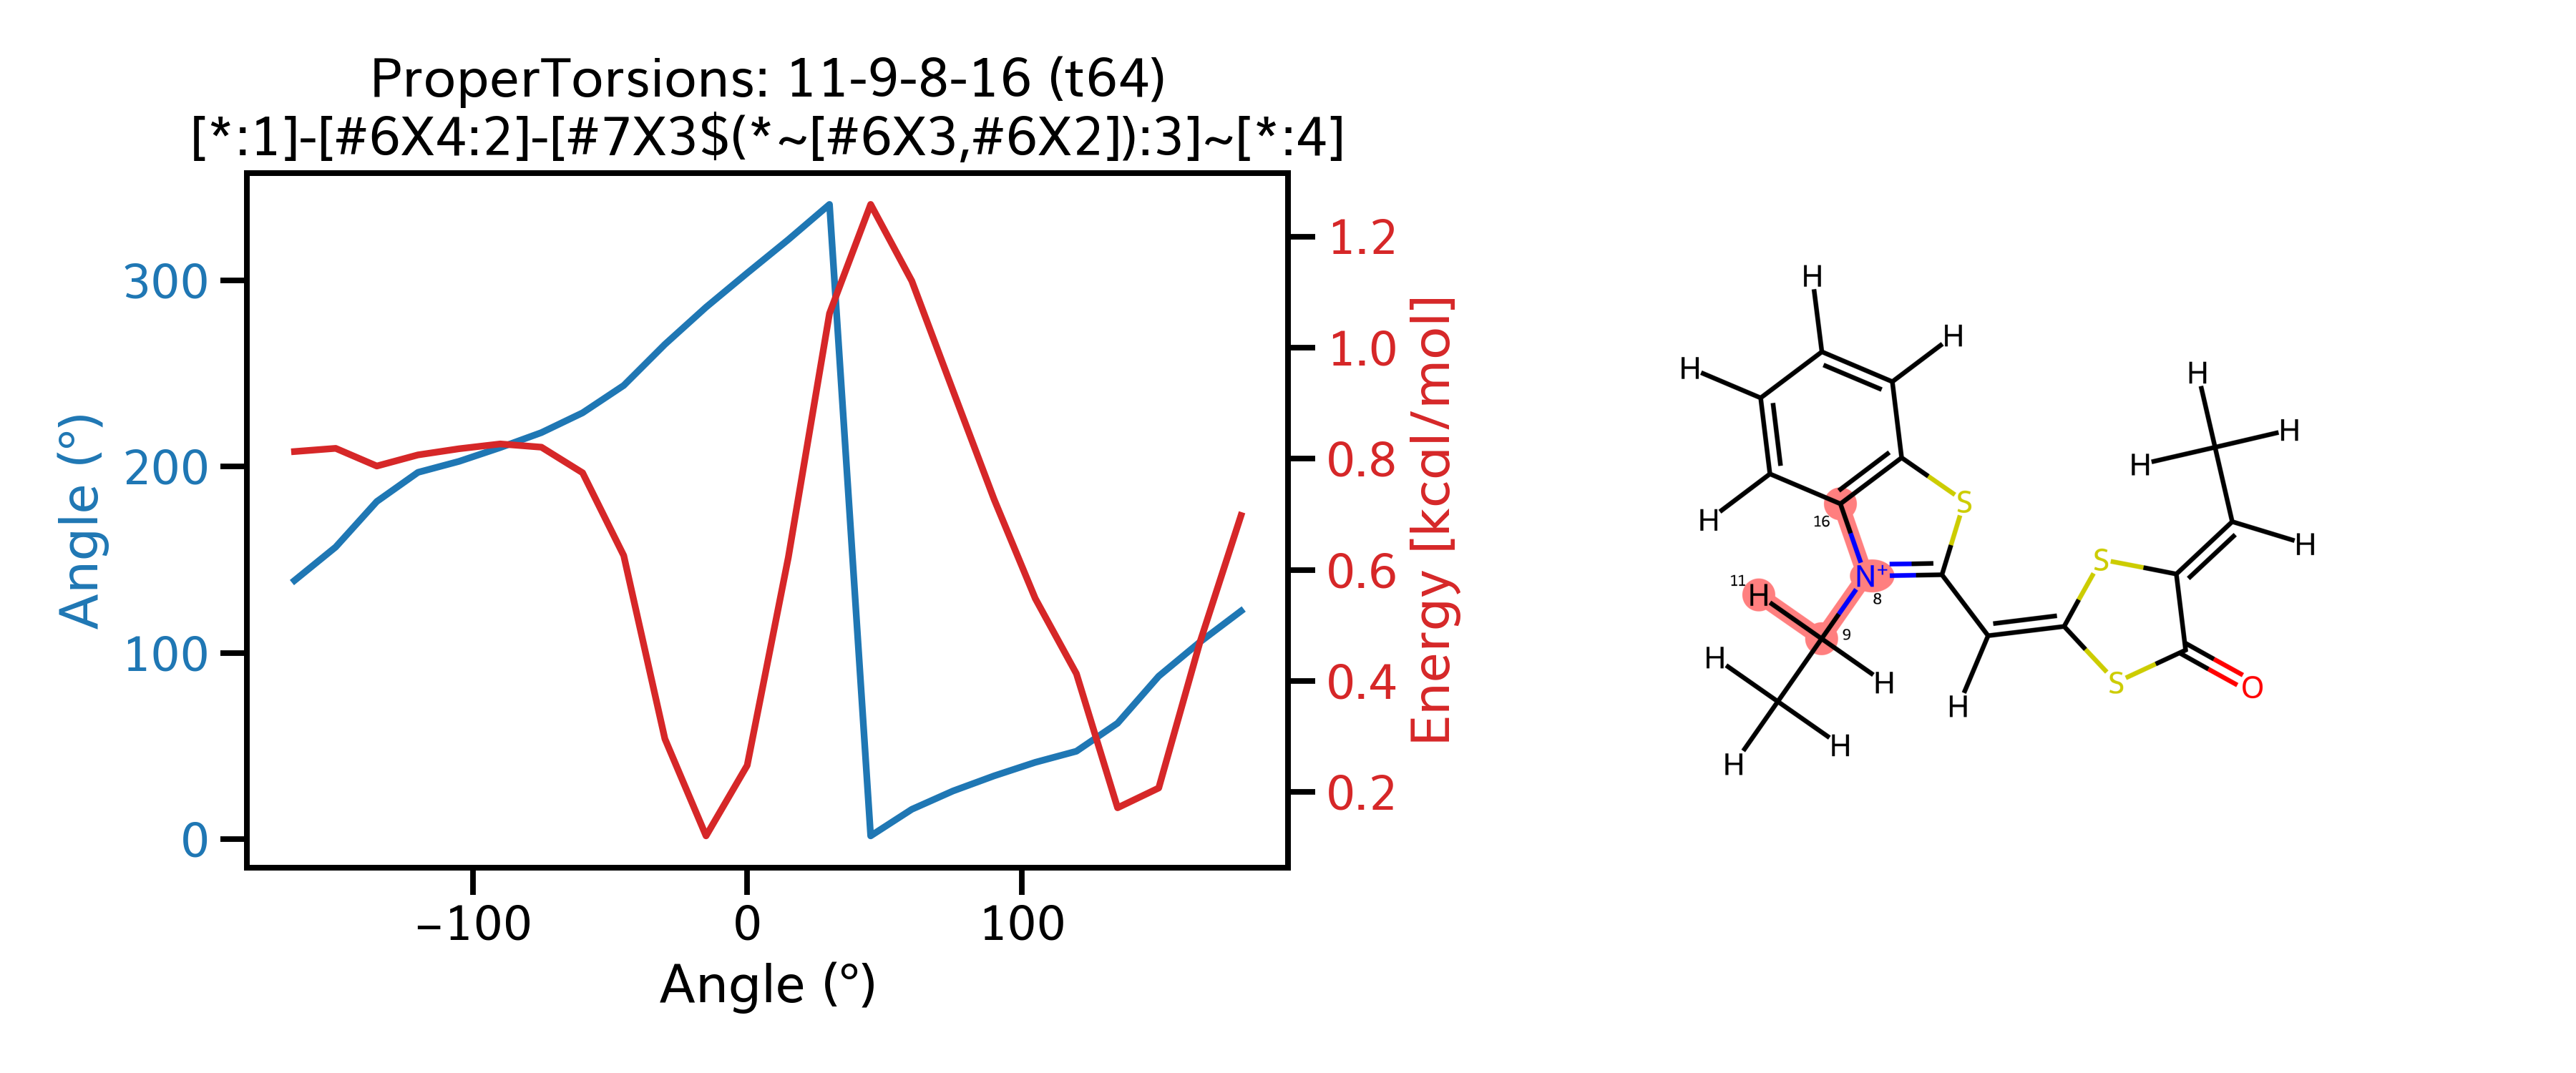 ProperTorsions: 11-9-8-16 (t64)
[*:1]-[#6X4:2]-[#7X3$(*~[#6X3,#6X2]):3]~[*:4]
Angle (°)
300
200
100
0
−100
0
100
Angle (°)
1.2
1.0
0.8
0.6
0.4
0.2
Energy [kcal/mol]
H
H
H
H
H
H
H
S
16
H
N+
8
S
H
11
H
9
H
H
S
O
H
H
H